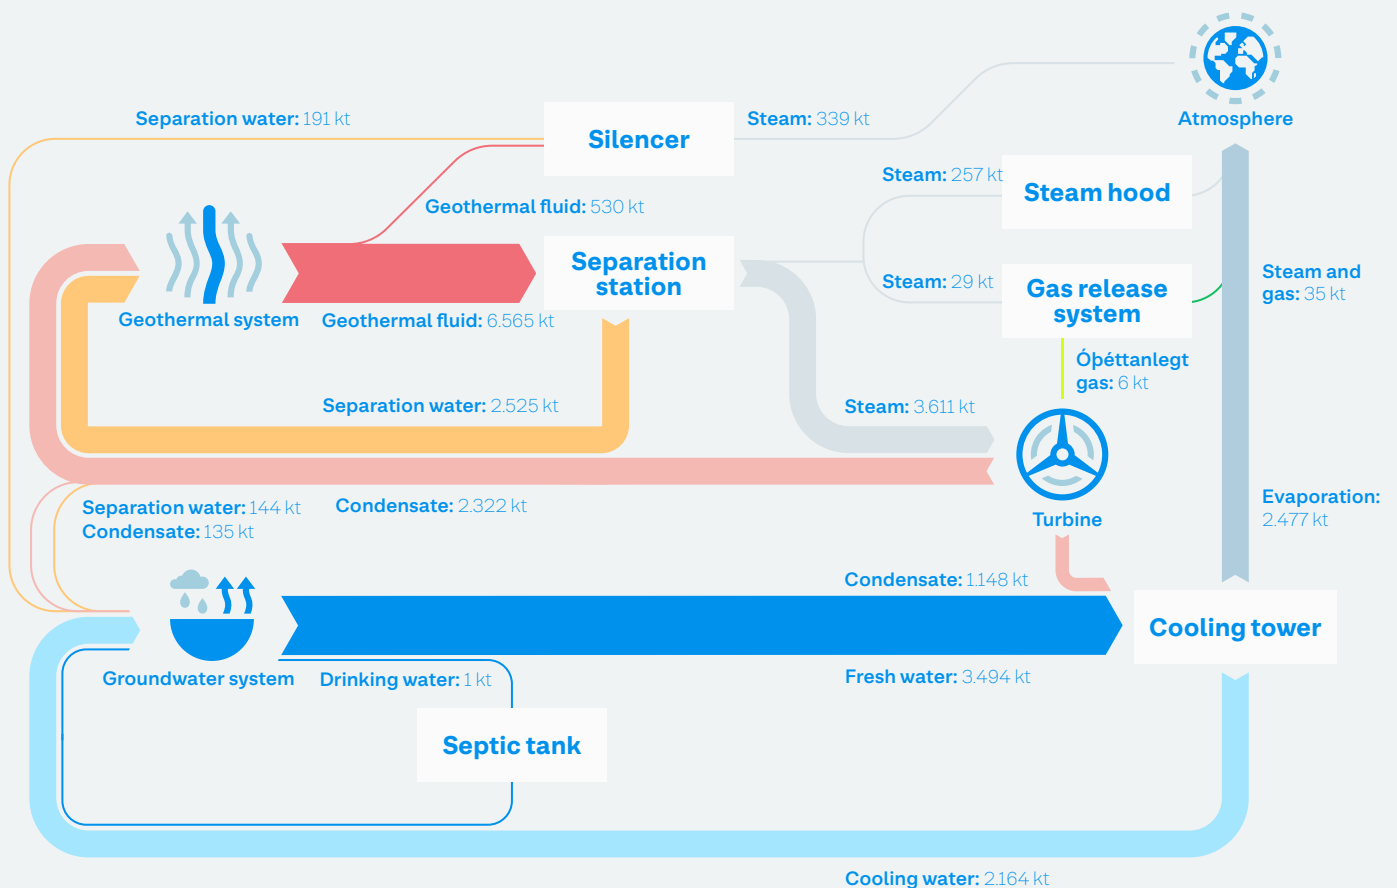 Atmosphere
Separation water: 191 kt
Silencer
Steam: 339 kt
Steam: 257 kt
Steam hood
Geothermal fluid: 530 kt
Separation
station
Steam: 29 kt
Gas release
system
Steam and
gas: 35 kt
Geothermal system
Geothermal fluid: 6.565 kt
Óþéttanlegt
gas: 6 kt
Separation water: 2.525 kt
Steam: 3.611 kt
Separation water: 144 kt
Condensate: 135 kt
Condensate: 2.322 kt
Turbine
Evaporation:
2.477 kt
Condensate: 1.148 kt
Cooling tower
Groundwater system
Drinking water: 1 kt
Fresh water: 3.494 kt
Septic tank
Cooling water: 2.164 kt